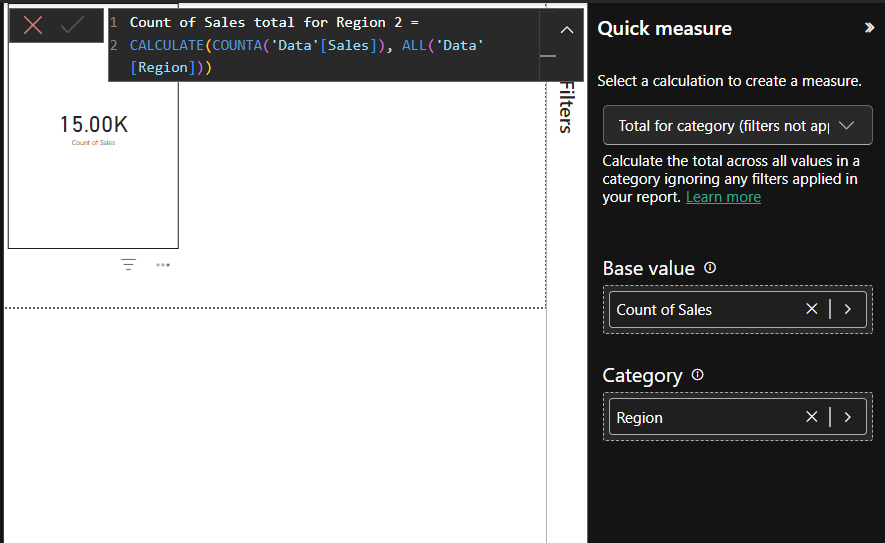 1 Count of Sales total for Region 2 =
2 CALCULATE(COUNTA('Data'[Sales]), ALL('Data'
[Region]))
15.00K
Count of Sales
Filters
Quick measure
Select a calculation to create a measure.
Total for category (filters not app
Calculate the total across all values in a
category ignoring any filters applied in
your report. Learn more
Base value
Count of Sales
Category
Region